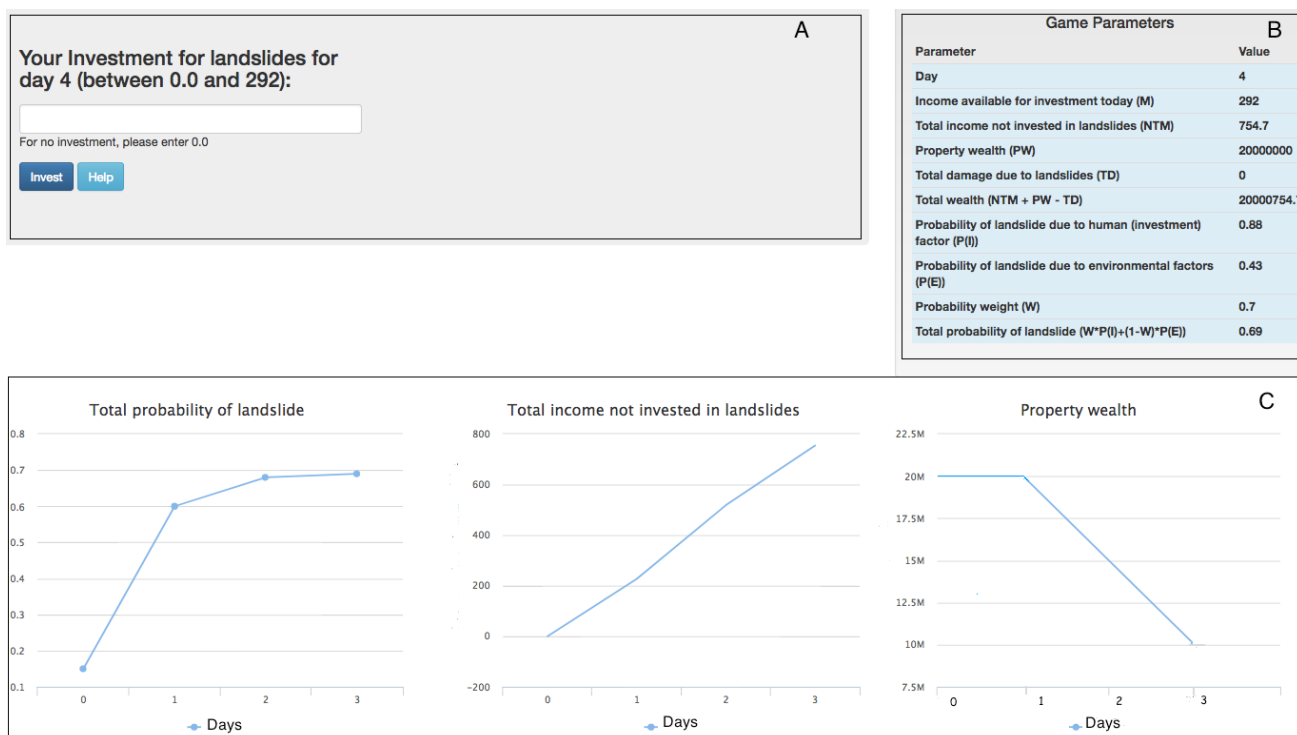 A
Your Investment for landslides for
day 4 (between 0.0 and 292):
For no investment, please enter 0.0
Invest Help
Game Parameters
B
Parameter Value
Day 4
Income available for investment today (M) 292
Total income not invested in landslides (NTM) 754.7
Property wealth (PW) 20000000
Total damage due to landslides (TD) 0
Total wealth (NTM + PW - TD) 20000754.7
Probability of landslide due to human (investment) 0.88
factor (P(I))
Probability of landslide due to environmental factors 0.43
(P(E))
Probability weight (W) 0.7
Total probability of landslide (W*P(I)+(1-W)*P(E)) 0.69
C
Total probability of landslide
0.8
0.7
0.6
0.5
0.4
0.3
0.2
0.1
0 1 2 3
Days
Total income not invested in landslides
800
600
400
200
0
-200
0 1 2 3
Days
Property wealth
22.5M
20M
17.5M
15M
12.5M
10M
7.5M
0 1 2 3
Days